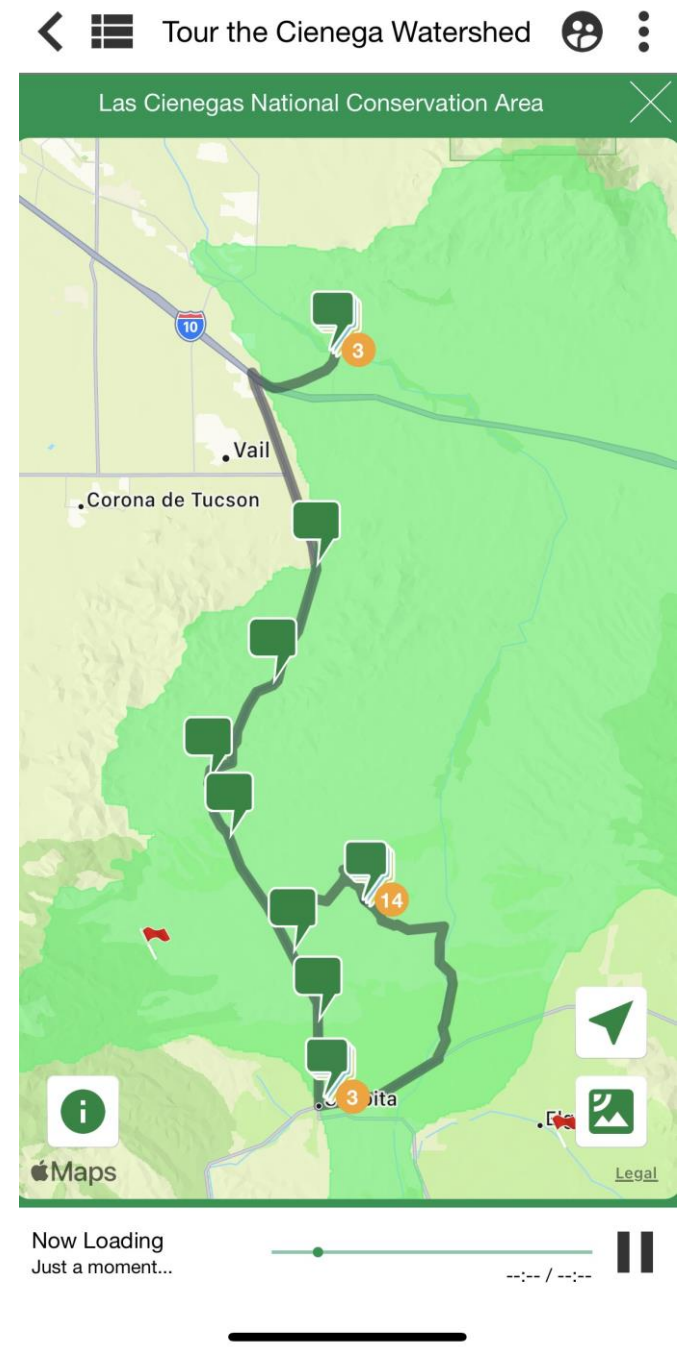 Tour the Cienega Watershed
Las Cienegas National Conservation Area
10
3
Vail
Corona de Tucson
14
3
Maps
Legal
Now Loading
Just a moment...
--:-- / --:--